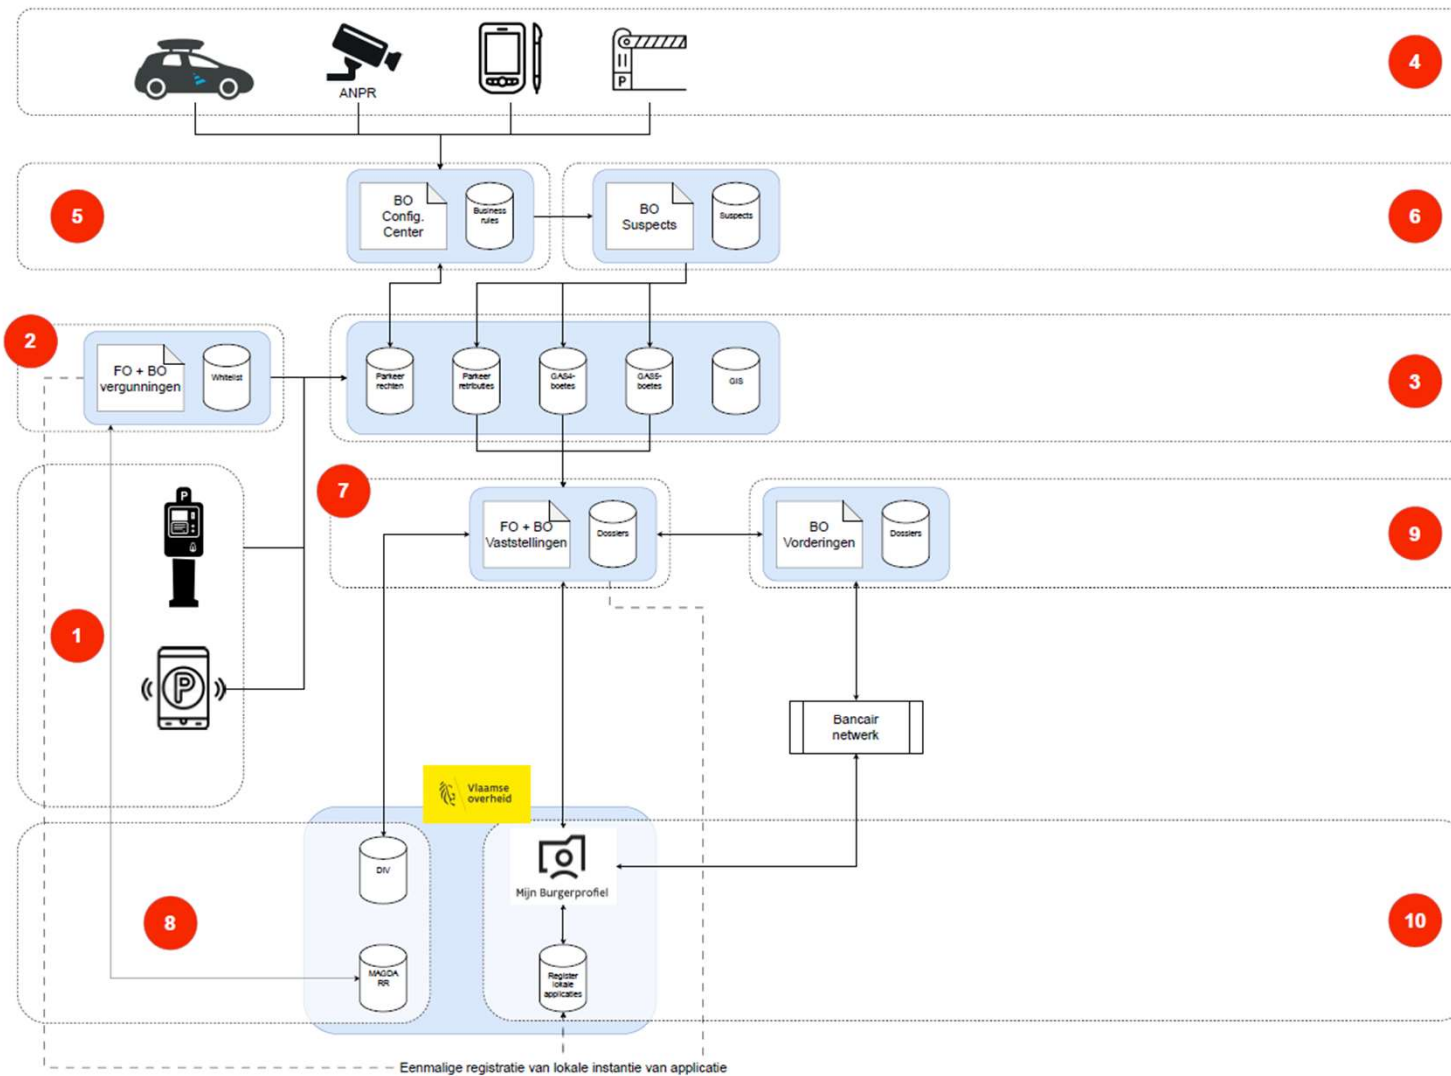 ANPR
P
4
5
BO
Config.
Center
Business
rules
BO
Suspects
Suspects
6
2
FO + BO
vergunningen
Whitelist
Parkeer
rechten
Parkeer
retributies
GAS4-
boetes
GAS5-
boetes
GIS
3
P
7
FO + BO
Vaststellingen
Dossiers
BO
Vorderingen
Dossiers
9
1
P
Bancair
netwerk
Vlaamse
overheid
DIV
Mijn Burgerprofiel
8
10
MAGDA
RR
Register
lokale
applicaties
Eenmalige registratie van lokale instantie van applicatie